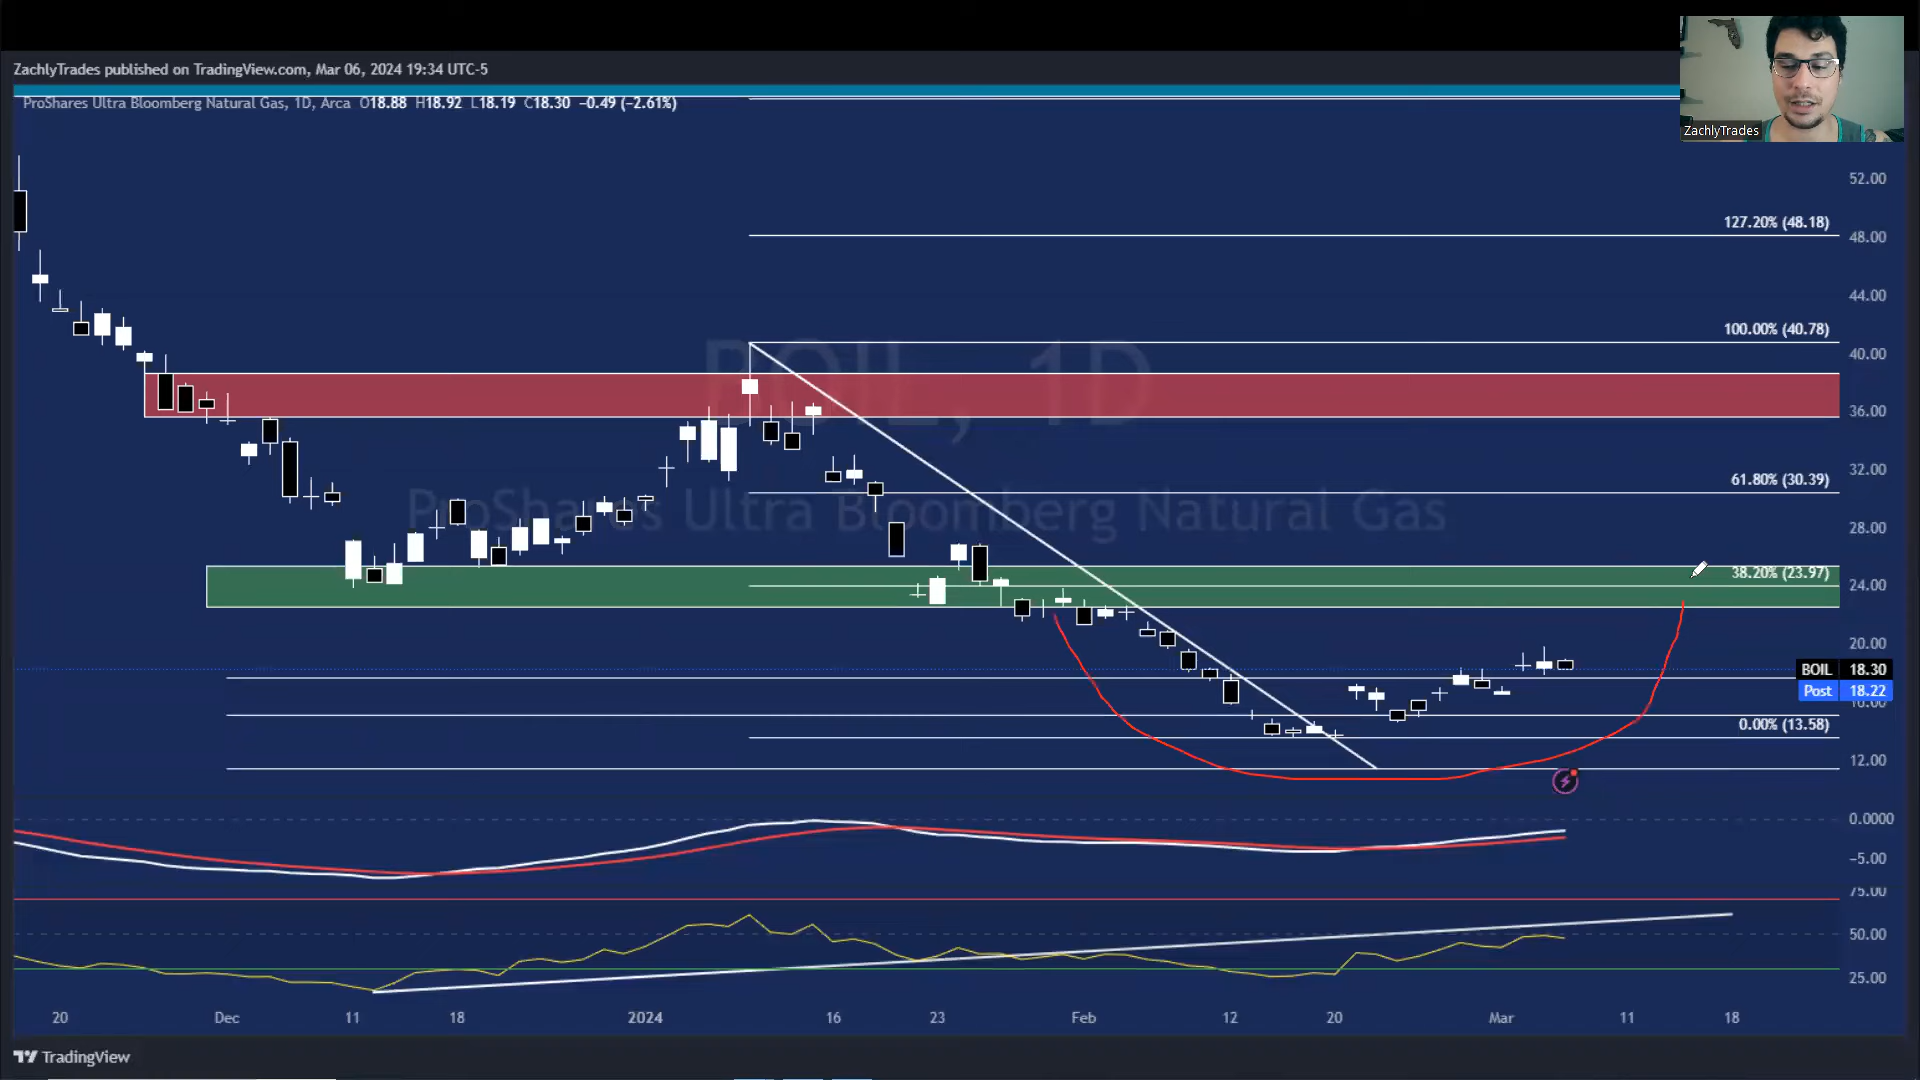 ZachlyTrades published on TradingView.com, Mar 06, 2024 19:34 UTC-5
ProShares Ultra Bloomberg Natural Gas, 1D, Arca O18.88 H18.92 L18.19 C18.30 −0.49 (−2.61%)
ZachlyTrades
52.00
127.20% (48.18)
48.00
44.00
100.00% (40.78)
BOIL, 1D
40.00
36.00
32.00
61.80% (30.39)
ProShares Ultra Bloomberg Natural Gas
28.00
38.20% (23.97)
24.00
20.00
BOIL 18.30
Post 18.22
16.00
0.00% (13.58)
12.00
0.0000
−5.00
75.00
50.00
25.00
20 Dec 11 18 2024 16 23 Feb 12 20 Mar 11 18
TradingView